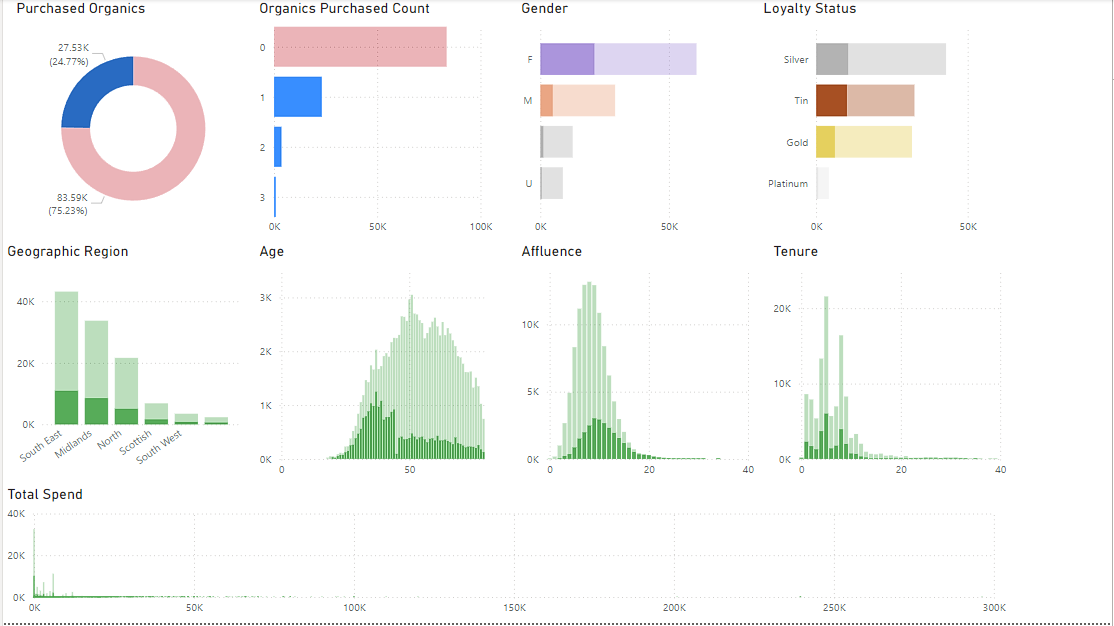 Purchased Organics
27.53K
(24.77%)
83.59K
(75.23%)
Organics Purchased Count
0
1
2
3
0K 50K 100K
Gender
F
M
U
0K 50K
Loyalty Status
Silver
Tin
Gold
Platinum
0K 50K
Geographic Region
40K
20K
0K
South East Midlands North Scottish South West
Age
3K
2K
1K
0K
0 50
Affluence
10K
5K
0K
0 20 40
Tenure
20K
10K
0K
0 20 40
Total Spend
40K
20K
0K
0K 50K 100K 150K 200K 250K 300K